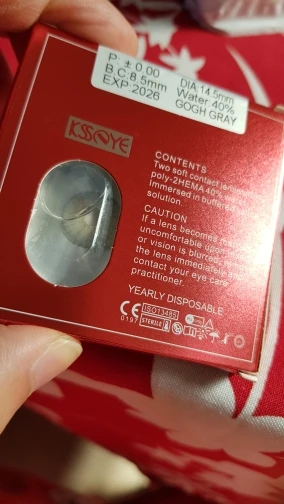 P: ± 0.00 DIA:14.5mm
B.C:8.5mm Water 40%
EXP:2026 GOGH GRAY
KSSEYE
CONTENTS
Two soft contact
poly-2HEMA 40%
Immersed in buffered
solution.
CAUTION
If a lens becomes
uncomfortable upon
or vision is blurred,
the lens immediately
contact your eye care
practitioner.
YEARLY DISPOSABLE
CE ISO13485
0197 STERILE